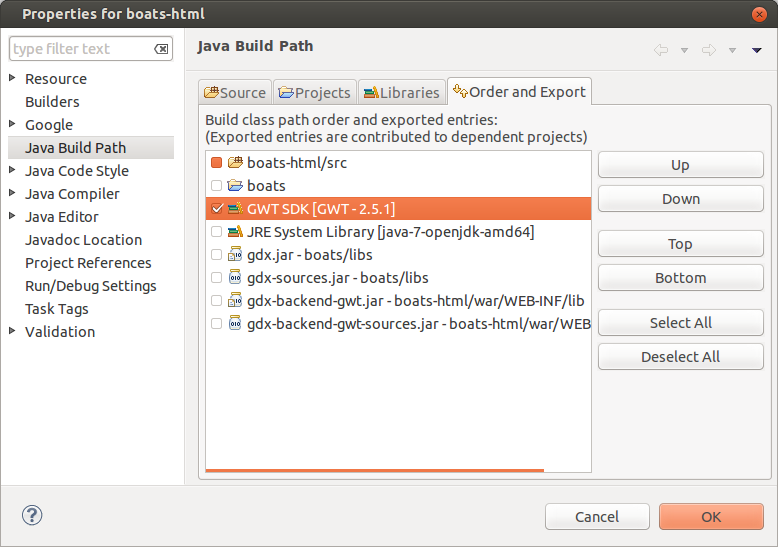 Properties for boats-html
type filter text
Resource
Builders
Google
Java Build Path
Java Code Style
Java Compiler
Java Editor
Javadoc Location
Project References
Run/Debug Settings
Task Tags
Validation
Java Build Path
Source
Projects
Libraries
Order and Export
Build class path order and exported entries:
(Exported entries are contributed to dependent projects)
boats-html/src
boats
GWT SDK [GWT - 2.5.1]
JRE System Library [java-7-openjdk-amd64]
gdx.jar - boats/libs
gdx-sources.jar - boats/libs
gdx-backend-gwt.jar - boats-html/war/WEB-INF/lib
gdx-backend-gwt-sources.jar - boats-html/war/WEB
Up
Down
Top
Bottom
Select All
Deselect All
?
Cancel
OK